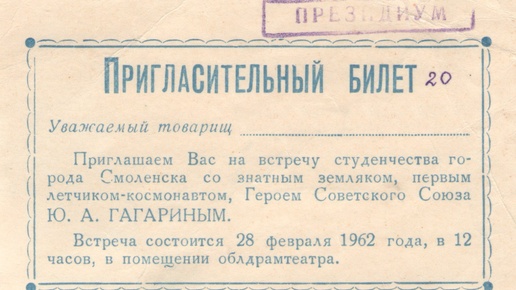 ПРЕЗИДИУМ
ПРИГЛАСИТЕЛЬНЫЙ БИЛЕТ 20
Уважаемый товарищ
Приглашаем Вас на встречу студенчества го-
рода Смоленска со знатным земляком, первым
летчиком-космонавтом, Героем Советского Союза
Ю. А. ГАГАРИНЫМ.
Встреча состоится 28 февраля 1962 года, в 12
часов, в помещении облдрамтеатра.